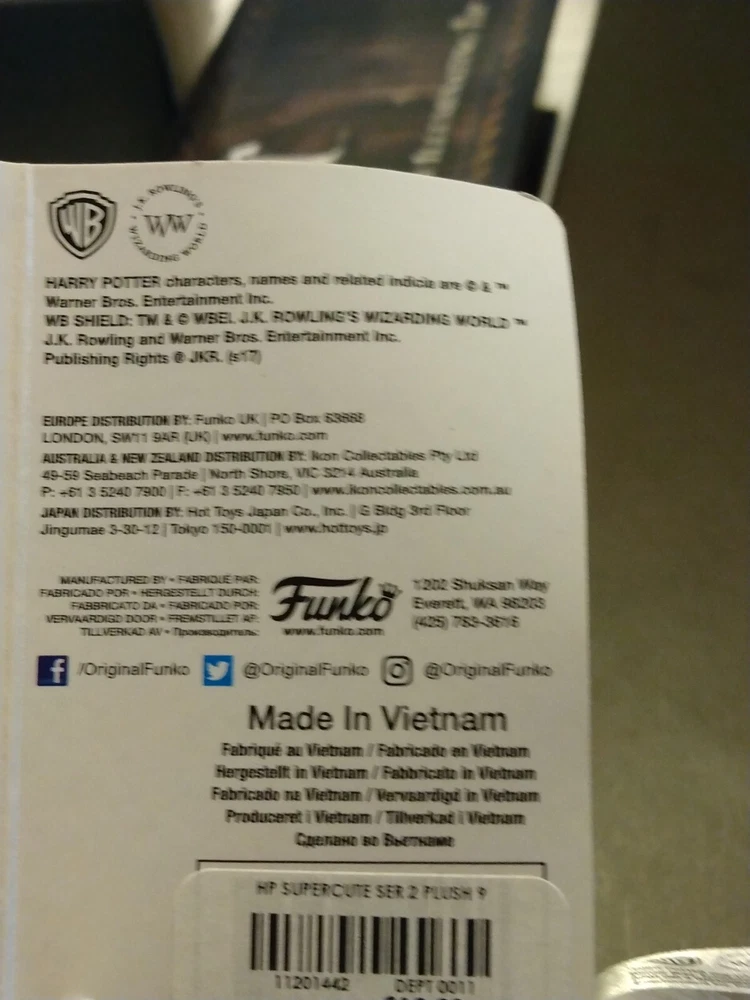 WB
J.K. ROWLING'S
WW
WIZARDING WORLD
HARRY POTTER characters, names and related indicia are © & ™
Warner Bros. Entertainment Inc.
WB SHIELD: TM & © WBEI. J.K. ROWLING'S WIZARDING WORLD ™
J.K. Rowling and Warner Bros. Entertainment Inc.
Publishing Rights © JKR. (s17)
EUROPE DISTRIBUTION BY: Funko UK | PO Box 63668
LONDON, SW11 9AR (UK) | www.funko.com
AUSTRALIA & NEW ZEALAND DISTRIBUTION BY: Ikon Collectables Pty Ltd
49-59 Seabeach Parade | North Shore, VIC 3214 Australia
P: +61 3 5240 7900 | F: +61 3 5240 7950 | www.ikoncollectables.com.au
JAPAN DISTRIBUTION BY: Hot Toys Japan Co., Inc. | G Bldg 3rd Floor
Jingumae 3-30-12 | Tokyo 150-0001 | www.hottoys.jp
MANUFACTURED BY • FABRIQUÉ PAR:
FABRICADO POR • HERGESTELLT DURCH:
FABBRICATO DA • FABRICADO POR:
VERVAARDIGD DOOR • FREMSTILLET AF:
TILLVERKAD AV • Производитель:
Funko
www.funko.com
1202 Shuksan Way
Everett, WA 98203
(425) 783-3616
/OriginalFunko @OriginalFunko @OriginalFunko
Made In Vietnam
Fabriqué au Vietnam / Fabricado en Vietnam
Hergestellt in Vietnam / Fabbricato in Vietnam
Fabricado na Vietnam / Vervaardigd in Vietnam
Produceret i Vietnam / Tillverkad i Vietnam
Сделано во Вьетнаме
HP SUPERCUTE SER 2 PLUSH 9
11201442 DEPT 0011